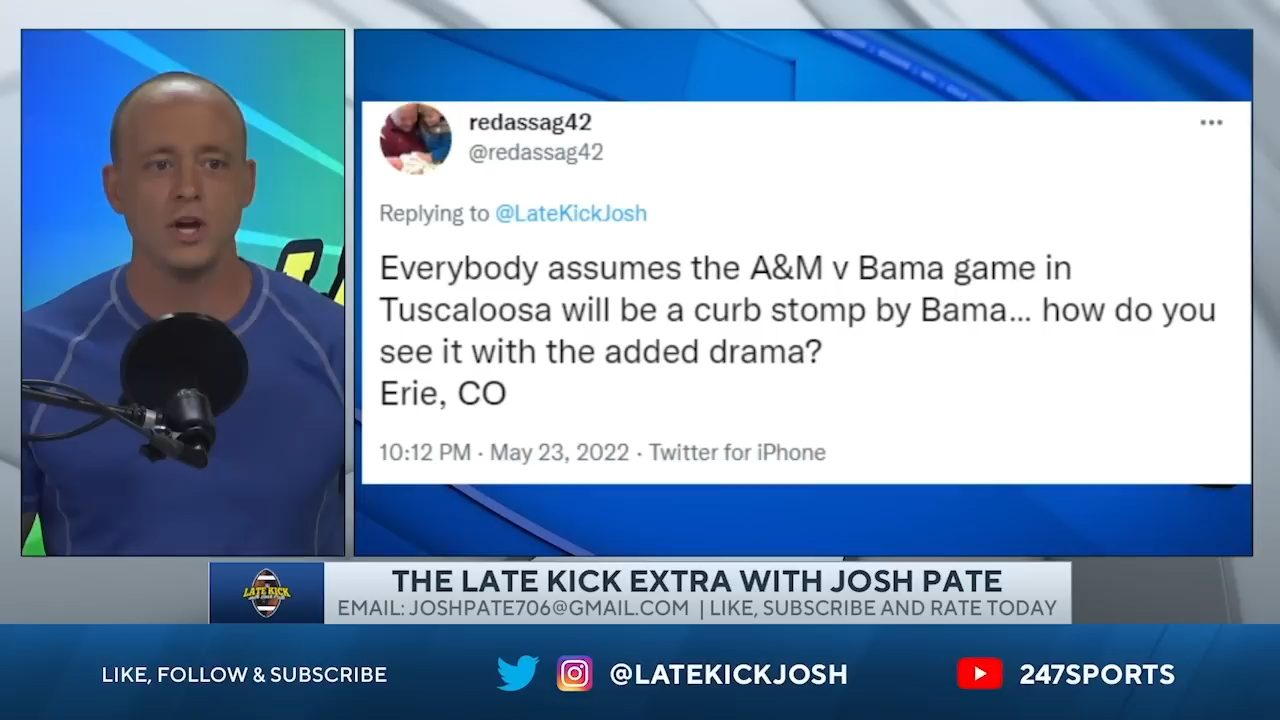 redassag42
@redassag42
Replying to @LateKickJosh
Everybody assumes the A&M v Bama game in
Tuscaloosa will be a curb stomp by Bama... how do you
see it with the added drama?
Erie, CO
10:12 PM · May 23, 2022 · Twitter for iPhone
LATE KICK
THE LATE KICK EXTRA WITH JOSH PATE
EMAIL: JOSHPATE706@GMAIL.COM | LIKE, SUBSCRIBE AND RATE TODAY
LIKE, FOLLOW & SUBSCRIBE
@LATEKICKJOSH
247SPORTS